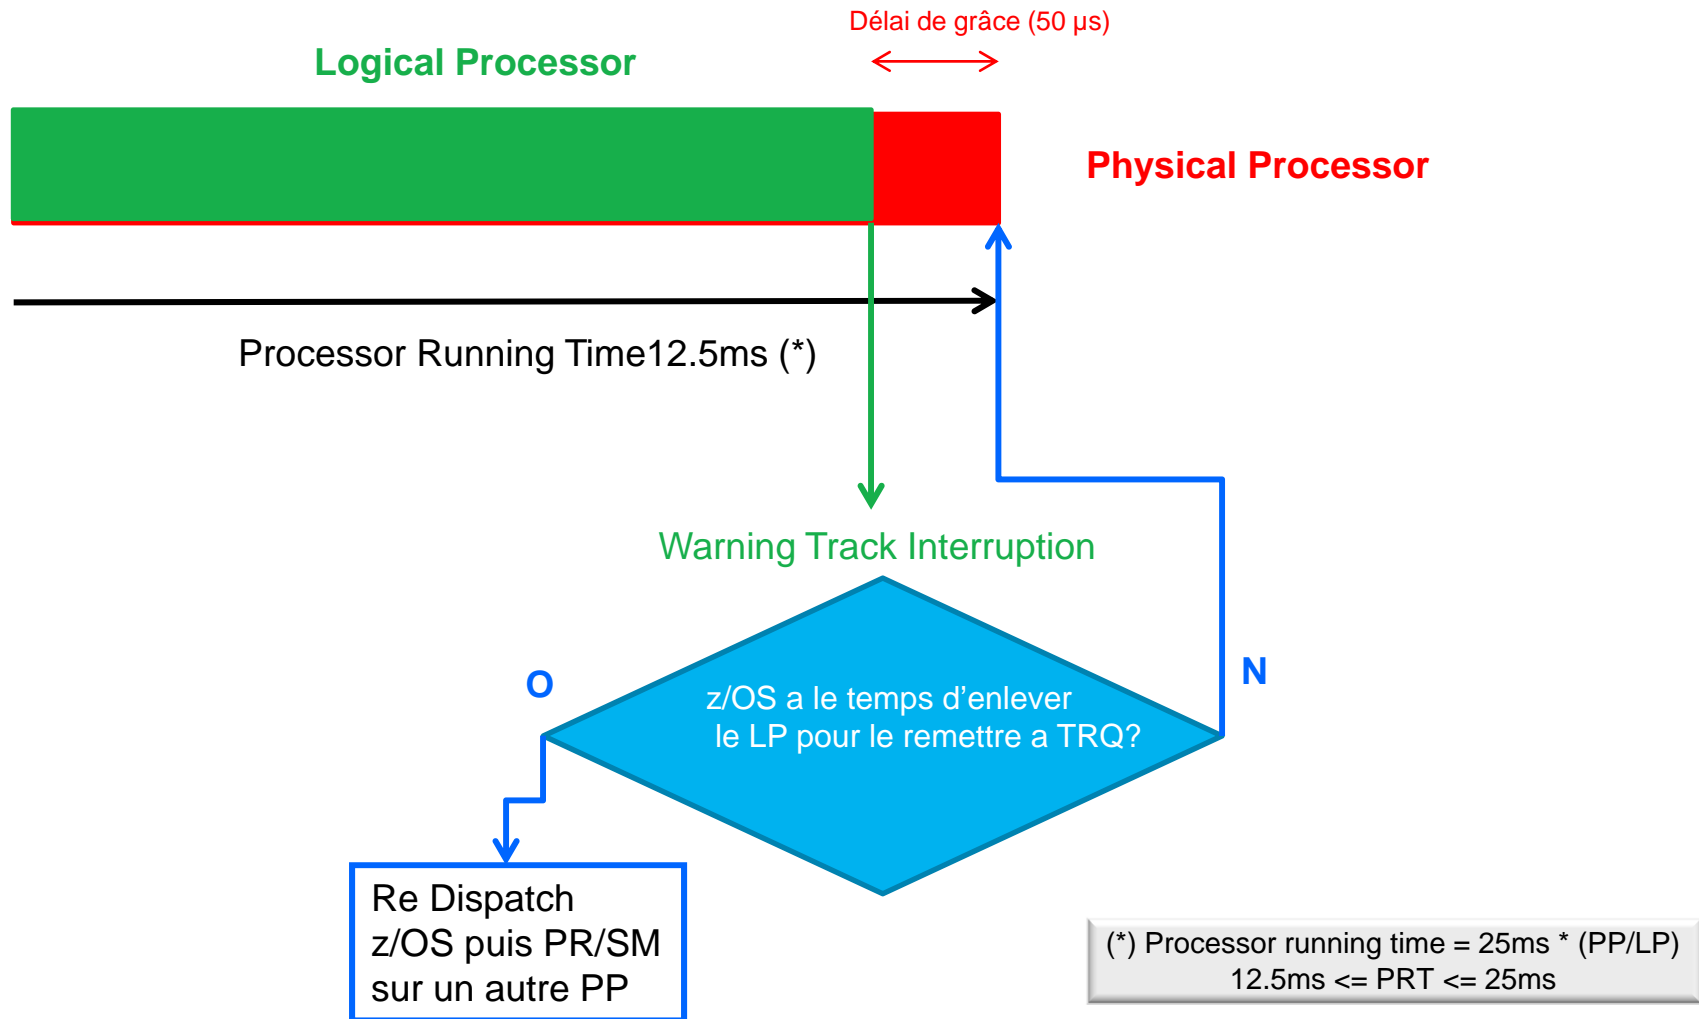 Délai de grâce (50 µs)
Logical Processor
Physical Processor
Processor Running Time12.5ms (*)
Warning Track Interruption
O
N
z/OS a le temps d’enlever
le LP pour le remettre a TRQ?
Re Dispatch
z/OS puis PR/SM
sur un autre PP
(*) Processor running time = 25ms * (PP/LP)
12.5ms <= PRT <= 25ms